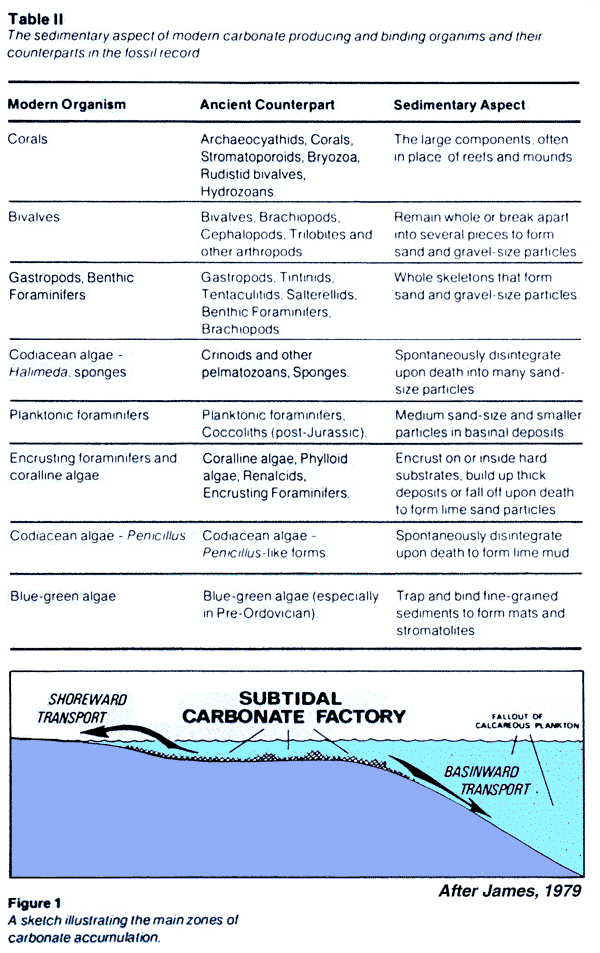 Table II
The sedimentary aspect of modern carbonate producing and binding organims and their
counterparts in the fossil record
Modern Organism Ancient Counterpart Sedimentary Aspect
Corals Archaeocyathids, Corals, The large components, often
Stromatoporoids, Bryozoa, in place of reefs and mounds.
Rudistid bivalves,
Hydrozoans.
Bivalves Bivalves, Brachiopods, Remain whole or break apart
Cephalopods, Trilobites and into several pieces to form
other arthropods sand and gravel-size particles
Gastropods, Benthic Gastropods, Tintinids, Whole skeletons that form
Foraminifers Tentaculitids, Salterellids, sand and gravel-size particles.
Benthic Foraminifers,
Brachiopods
Codiacean algae - Crinoids and other Spontaneously disintegrate
Halimeda, sponges pelmatozoans, Sponges. upon death into many sand-
size particles
Planktonic foraminifers Planktonic foraminifers, Medium sand-size and smaller
Coccoliths (post-Jurassic). particles in basinal deposits
Encrusting foraminifers and Coralline algae, Phylloid Encrust on or inside hard
coralline algae algae, Renalcids, substrates, build up thick
Encrusting Foraminifers. deposits or fall off upon death
to form lime sand particles
Codiacean algae - Penicillus Codiacean algae - Spontaneously disintegrate
Penicillus-like forms. upon death to form lime mud.
Blue-green algae Blue-green algae (especially Trap and bind fine-grained
in Pre-Ordovician). sediments to form mats and
stromatolites
SHOREWARD
TRANSPORT
SUBTIDAL
CARBONATE FACTORY
FALLOUT OF
CALCAREOUS PLANKTON
BASINWARD
TRANSPORT
After James, 1979
Figure 1
A sketch illustrating the main zones of
carbonate accumulation.